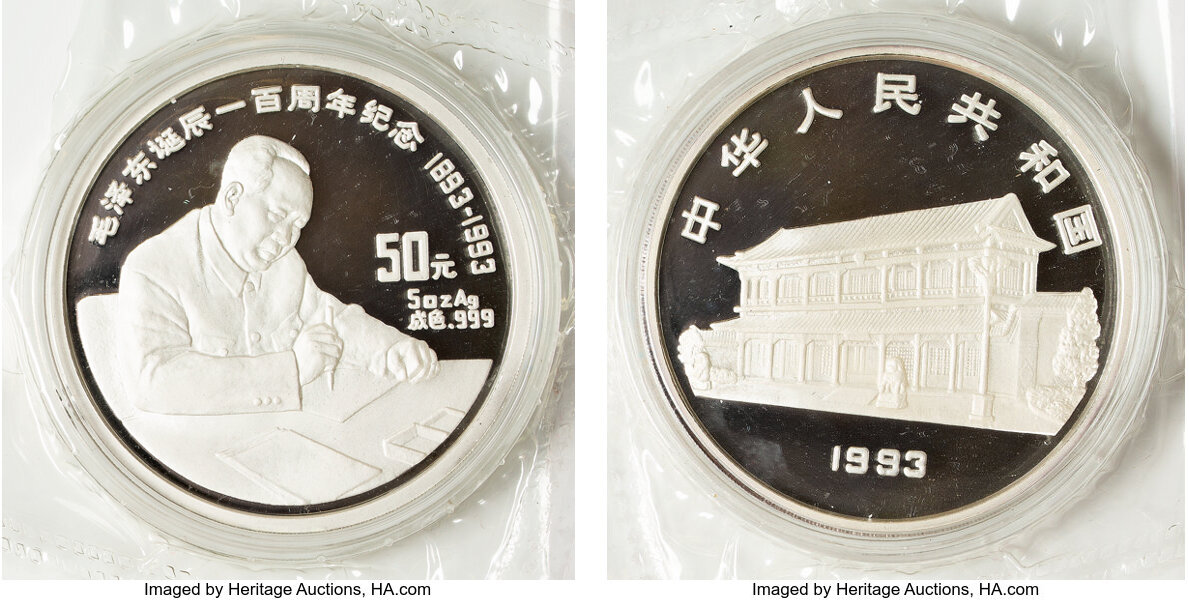 毛泽东诞辰一百周年纪念 1893-1993
50元
5ozAg
成色.999
中华人民共和国
1993
Imaged by Heritage Auctions, HA.com
Imaged by Heritage Auctions, HA.com